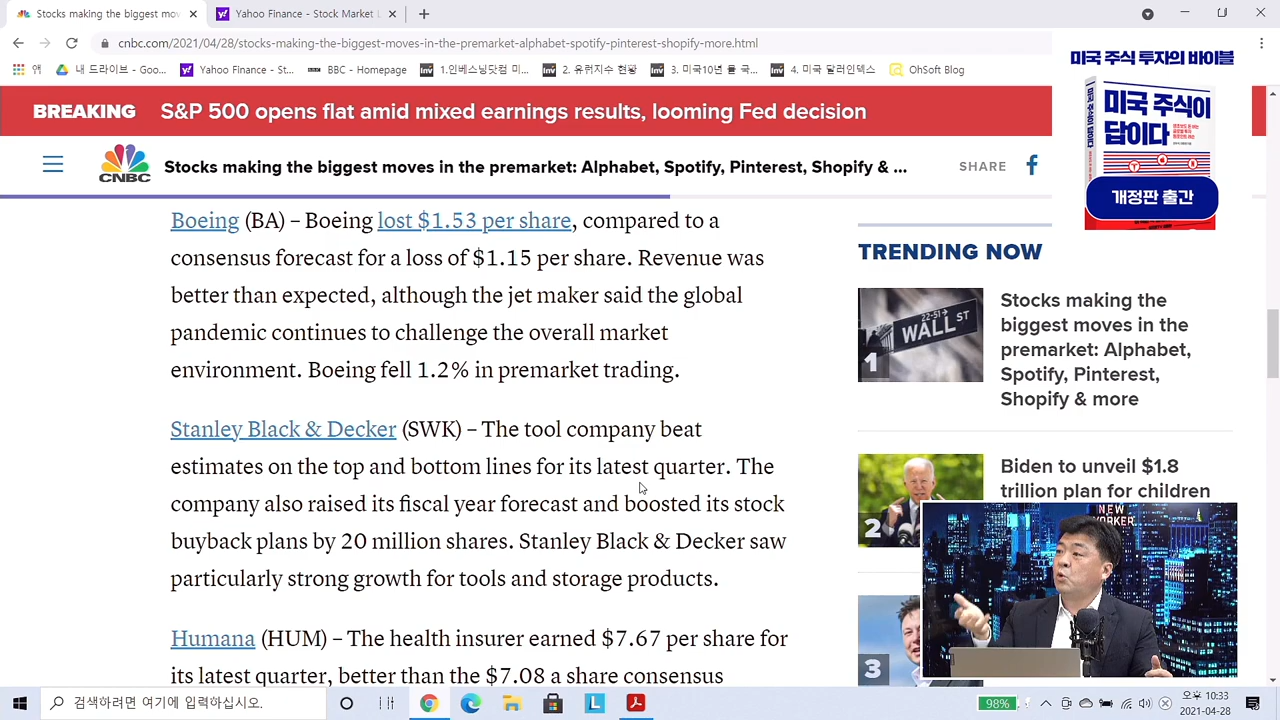 Stocks making the biggest mov
Yahoo Finance - Stock Market L
cnbc.com/2021/04/28/stocks-making-the-biggest-moves-in-the-premarket-alphabet-spotify-pinterest-shopify-more.html
앱
내 드라이브 - Goo...
Yahoo Finance - St...
BBC - Homepage
1.인베스팅닷컴 미...
3. 미국10년 물 국...
4. 미국 달러인덱스
OhSoft Blog
미국 주식 투자의 바이블
미국 주식이
답이다
개정판 출간
BREAKING S&P 500 opens flat amid mixed earnings results, looming Fed decision
CNBC
Stocks making the biggest moves in the premarket: Alphabet, Spotify, Pinterest, Shopify & ...
SHARE
Boeing (BA) – Boeing lost $1.53 per share, compared to a
consensus forecast for a loss of $1.15 per share. Revenue was
better than expected, although the jet maker said the global
pandemic continues to challenge the overall market
environment. Boeing fell 1.2% in premarket trading.
Stanley Black & Decker (SWK) – The tool company beat
estimates on the top and bottom lines for its latest quarter. The
company also raised its fiscal year forecast and boosted its stock
buyback plans by 20 million shares. Stanley Black & Decker saw
particularly strong growth for tools and storage products.
Humana (HUM) – The health insurer earned $7.67 per share for
its latest quarter, better than the $7.08 a share consensus
TRENDING NOW
22-51
WALL ST
1
Stocks making the
biggest moves in the
premarket: Alphabet,
Spotify, Pinterest,
Shopify & more
2
Biden to unveil $1.8
trillion plan for children
NEW
YORKER
3
검색하려면 여기에 입력하십시오.
98%
오후 10:33
2021-04-28